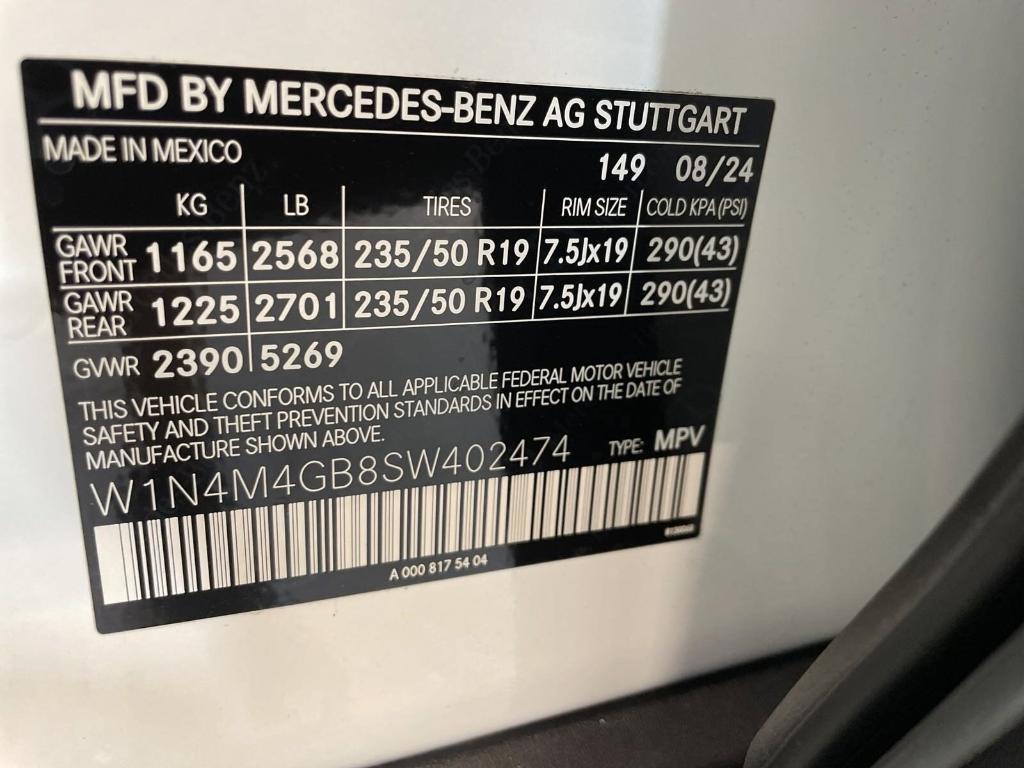 MFD BY MERCEDES-BENZ AG STUTTGART
MADE IN MEXICO
149 08/24
KG LB TIRES RIM SIZE COLD KPA (PSI)
GAWR FRONT 1165 2568 235/50 R19 7.5Jx19 290(43)
GAWR REAR 1225 2701 235/50 R19 7.5Jx19 290(43)
GVWR 2390 5269
THIS VEHICLE CONFORMS TO ALL APPLICABLE FEDERAL MOTOR VEHICLE
SAFETY AND THEFT PREVENTION STANDARDS IN EFFECT ON THE DATE OF
MANUFACTURE SHOWN ABOVE.
W1N4M4GB8SW402474 TYPE: MPV
A 000 817 54 04